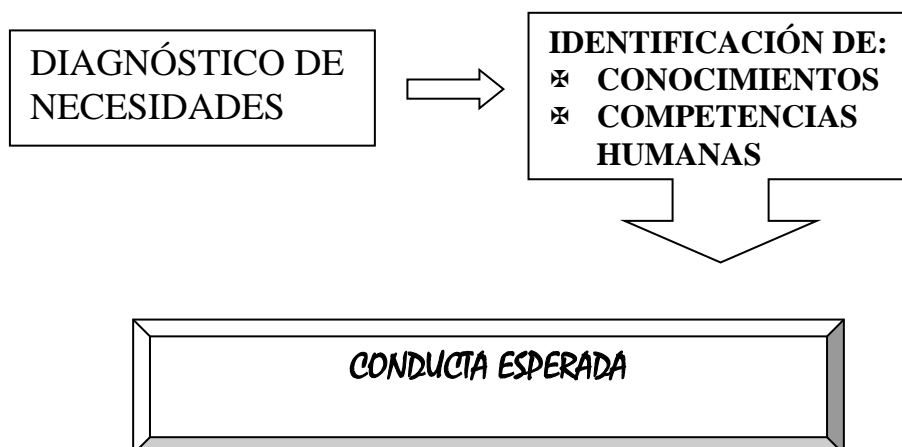 DIAGNÓSTICO DE
NECESIDADES
IDENTIFICACIÓN DE:
✠ CONOCIMIENTOS
✠ COMPETENCIAS
HUMANAS
CONDUCTA ESPERADA